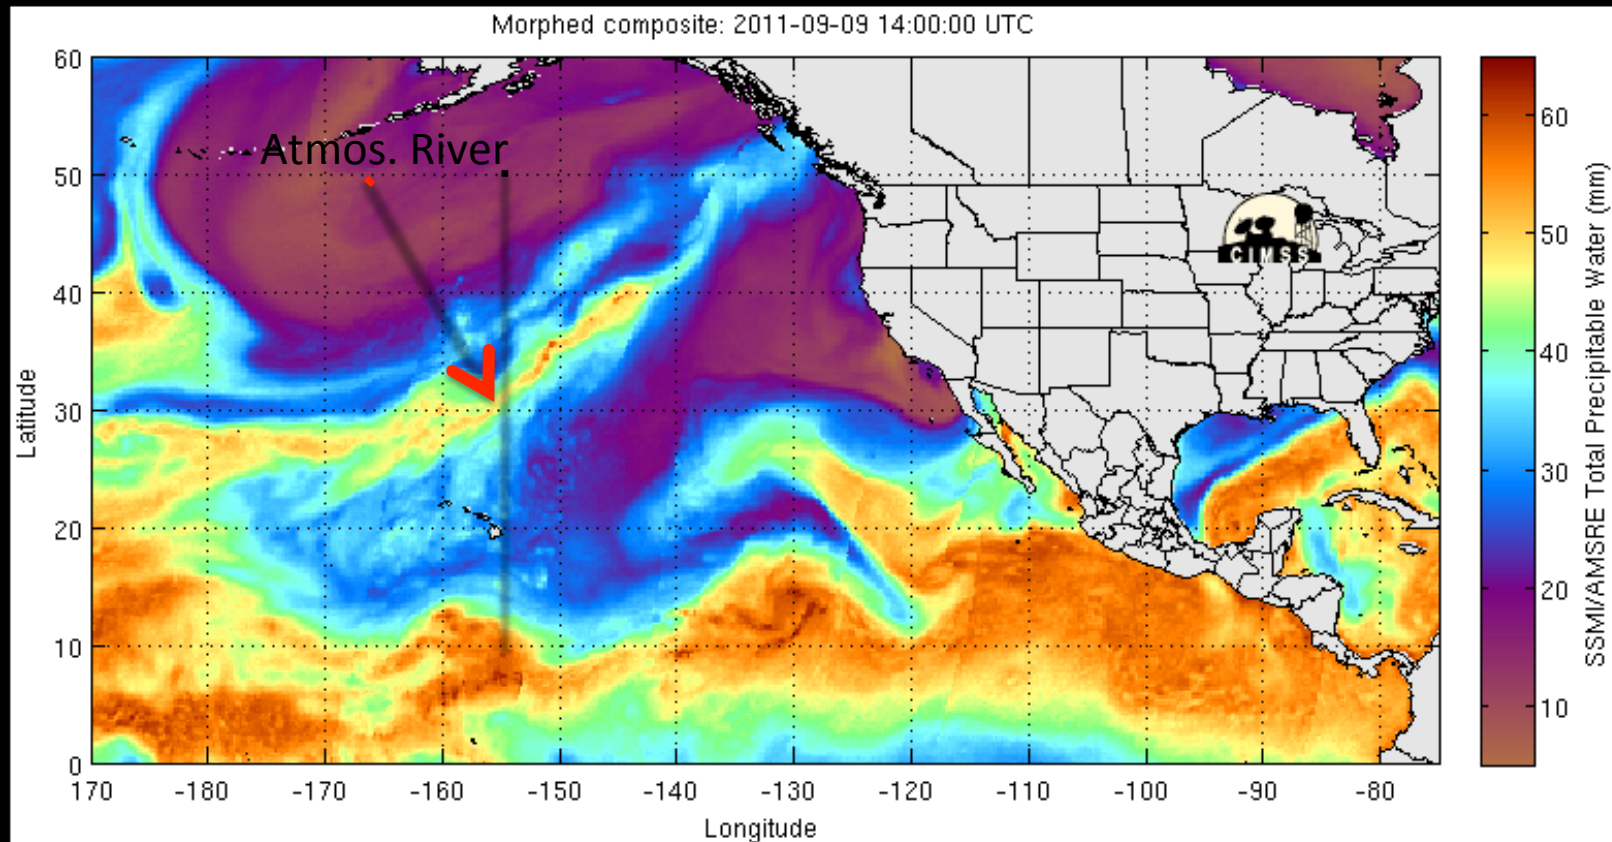 Morphed composite: 2011-09-09 14:00:00 UTC
60
50
40
30
20
10
0
Latitude
Atmos. River
CIMSS
170 -180 -170 -160 -150 -140 -130 -120 -110 -100 -90 -80
Longitude
60
50
40
30
20
10
SSMI/AMSRE Total Precipitable Water (mm)